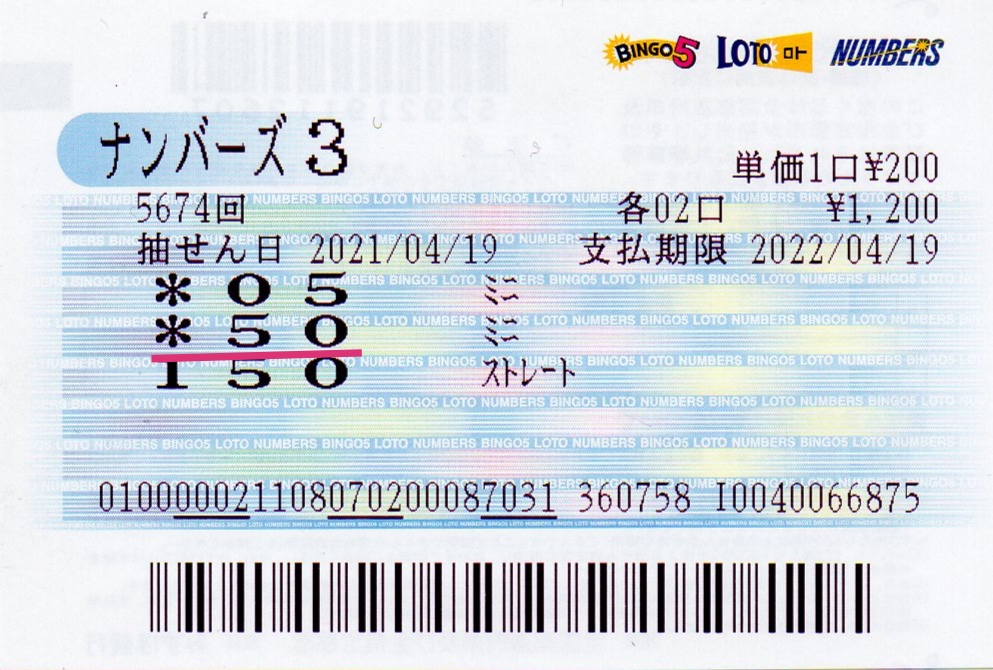 BINGO5 LOTO ロト NUMBERS
ナンバーズ3
単価1口¥200
5674回 各02口 ¥1,200
抽せん日 2021/04/19 支払期限 2022/04/19
*05 ミニ
*50 ミニ
150 ストレート
010000021108070200087031 360758 I0040066875